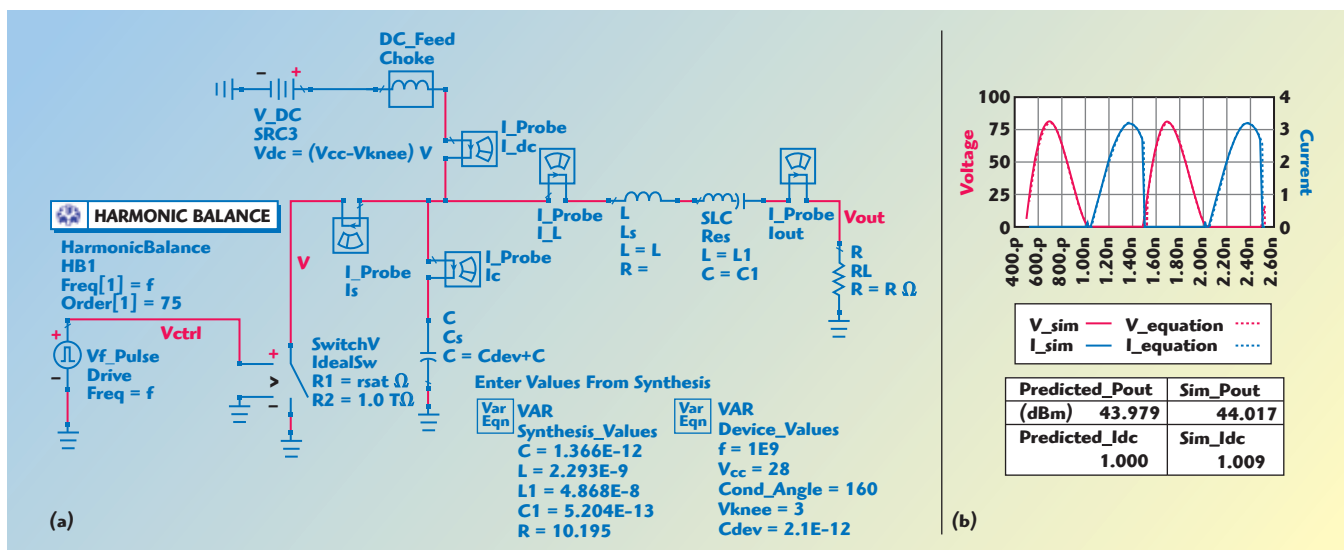 DC_Feed
Choke
− +
V_DC
SRC3
Vdc = (Vcc-Vknee) V
I_Probe
I_dc
I_Probe
I_L
L
Ls
L = L
R =
SLC
Res
L = L1
C = C1
I_Probe
Iout
Vout
R
RL
R = R Ω
HARMONIC BALANCE
HarmonicBalance
HB1
Freq[1] = f
Order[1] = 75
V
I_Probe
Is
I_Probe
Ic
C
Cs
C = Cdev+C
Vctrl
+
−
Vf_Pulse
Drive
Freq = f
+
>
−
SwitchV
IdealSw
R1 = rsat Ω
R2 = 1.0 TΩ
Enter Values From Synthesis
Var
Eqn
VAR
Synthesis_Values
C = 1.366E-12
L = 2.293E-9
L1 = 4.868E-8
C1 = 5.204E-13
R = 10.195
Var
Eqn
VAR
Device_Values
f = 1E9
Vcc = 28
Cond_Angle = 160
Vknee = 3
Cdev = 2.1E-12
(a)
Voltage
100
75
50
25
0
4
3
2
1
0
Current
400-p
600-p
800-p
1.00n
1.20n
1.40n
1.60n
1.80n
2.00n
2.20n
2.40n
2.60n
V_sim V_equation
I_sim I_equation
Predicted_Pout Sim_Pout
(dBm) 43.979 44.017
Predicted_Idc Sim_Idc
1.000 1.009
(b)